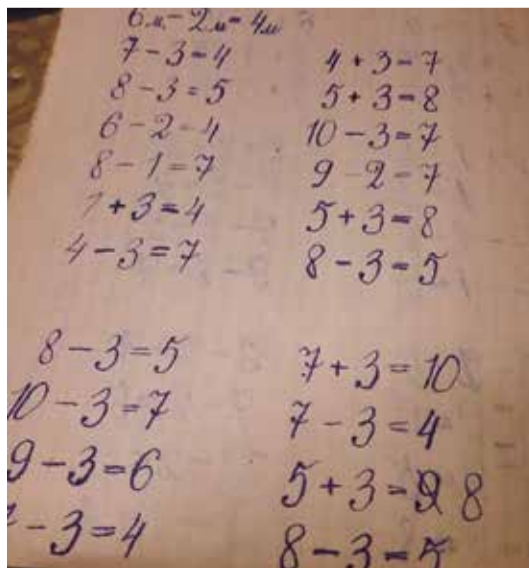 6м - 2м = 4м
7 - 3 = 4
8 - 3 = 5
6 - 2 = 4
8 - 1 = 7
1 + 3 = 4
4 - 3 = 7
4 + 3 = 7
5 + 3 = 8
10 - 3 = 7
9 - 2 = 7
5 + 3 = 8
8 - 3 = 5
8 - 3 = 5
10 - 3 = 7
9 - 3 = 6
- 3 = 4
7 + 3 = 10
7 - 3 = 4
5 + 3 = 8
8 - 3 = 5